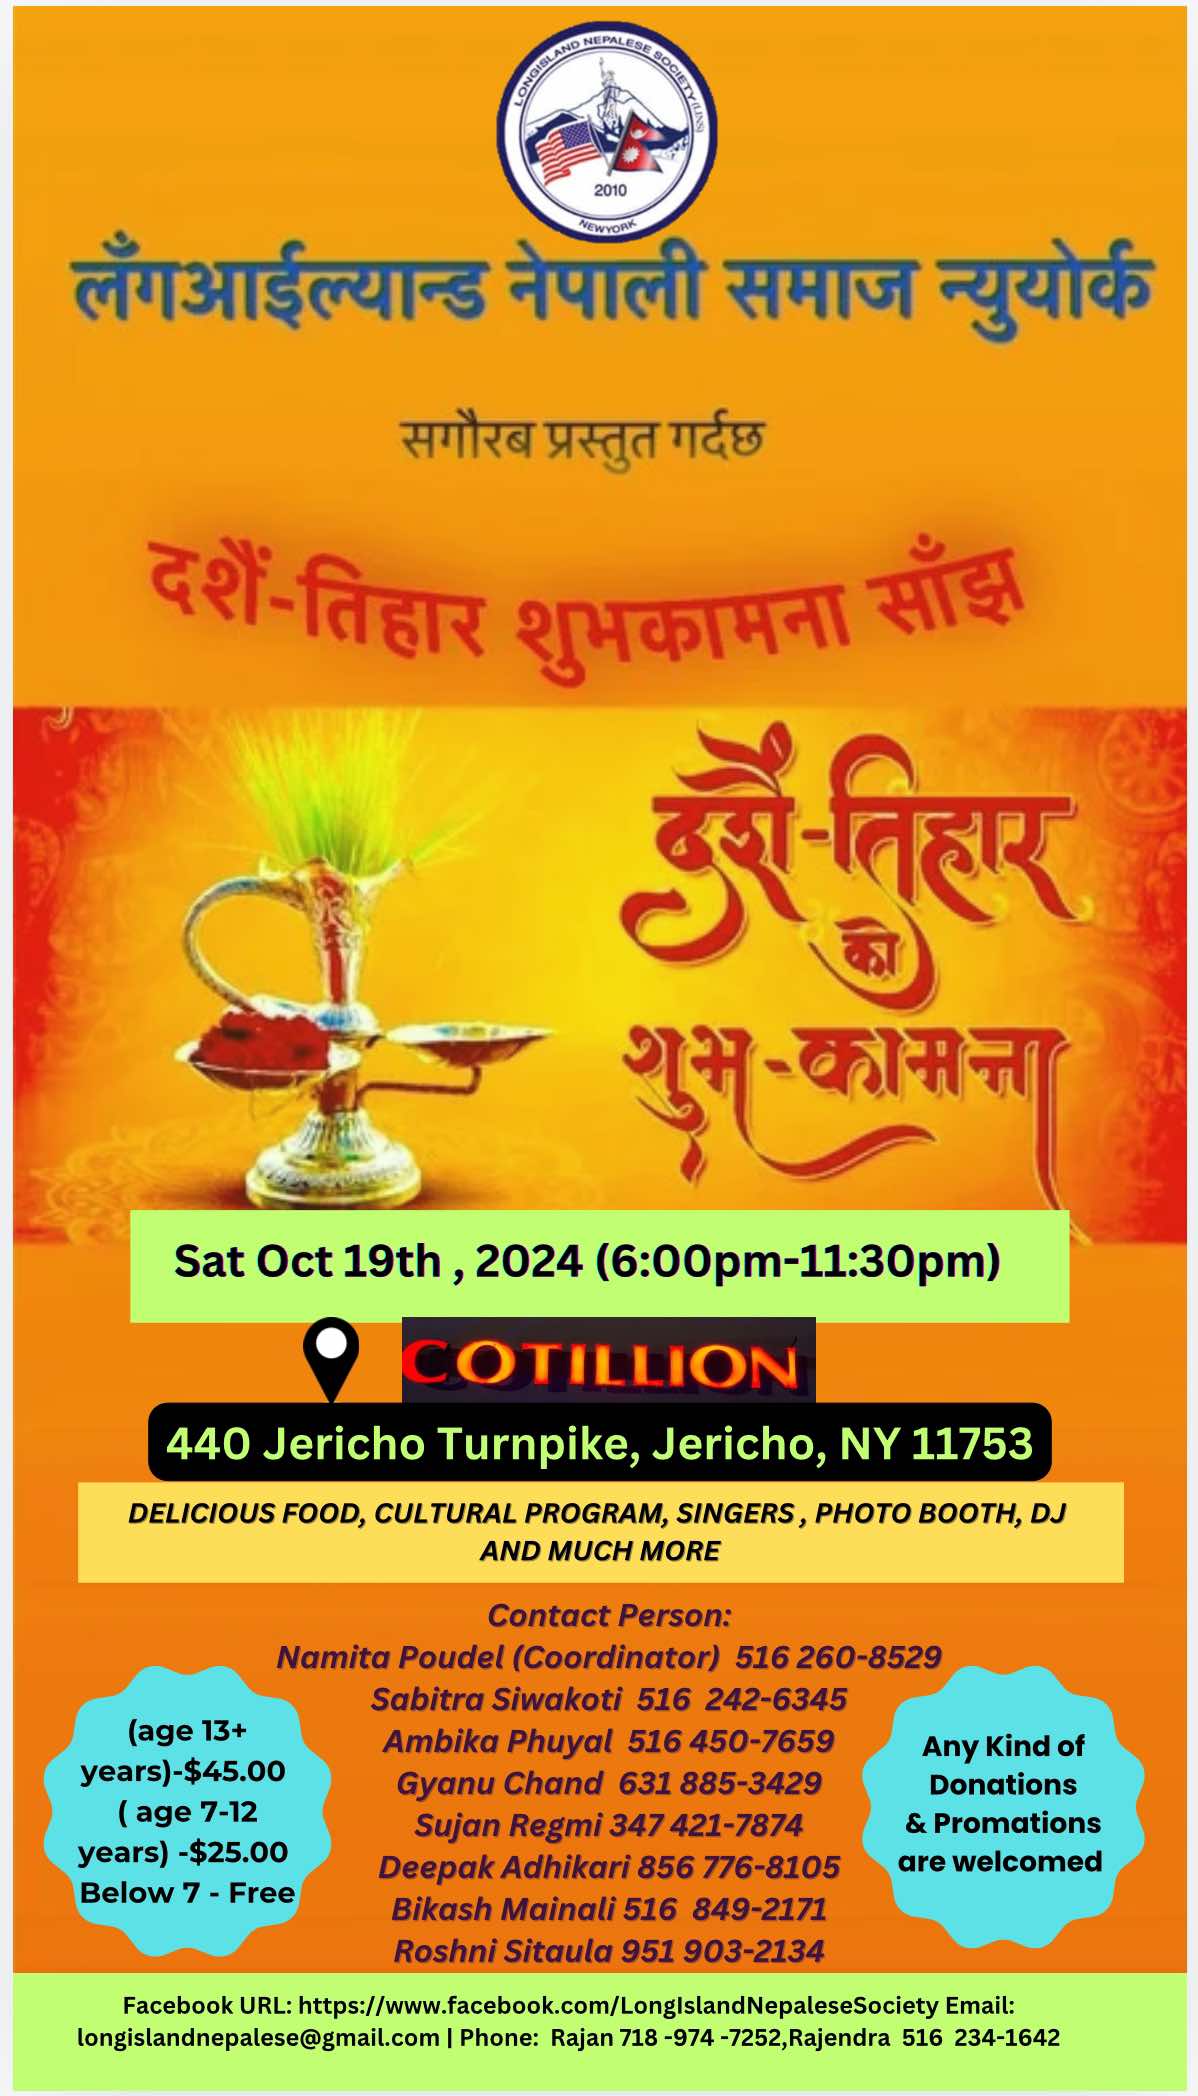 LONGISLAND NEPALESE SOCIETY (LINS)
2010
NEWYORK
लँगआईल्यान्ड नेपाली समाज न्युयोर्क
सगौरब प्रस्तुत गर्दछ
दशैं-तिहार शुभकामना साँझ
दशै-तिहार
को
शुभ-कामना
Sat Oct 19th , 2024 (6:00pm-11:30pm)
COTILLION
440 Jericho Turnpike, Jericho, NY 11753
DELICIOUS FOOD, CULTURAL PROGRAM, SINGERS , PHOTO BOOTH, DJ
AND MUCH MORE
Contact Person:
Namita Poudel (Coordinator) 516 260-8529
Sabitra Siwakoti 516 242-6345
Ambika Phuyal 516 450-7659
Gyanu Chand 631 885-3429
Sujan Regmi 347 421-7874
Deepak Adhikari 856 776-8105
Bikash Mainali 516 849-2171
Roshni Sitaula 951 903-2134
(age 13+
years)-$45.00
( age 7-12
years) -$25.00
Below 7 - Free
Any Kind of
Donations
& Promations
are welcomed
Facebook URL: https://www.facebook.com/LongIslandNepaleseSociety Email:
longislandnepalese@gmail.com | Phone: Rajan 718 -974 -7252,Rajendra 516 234-1642